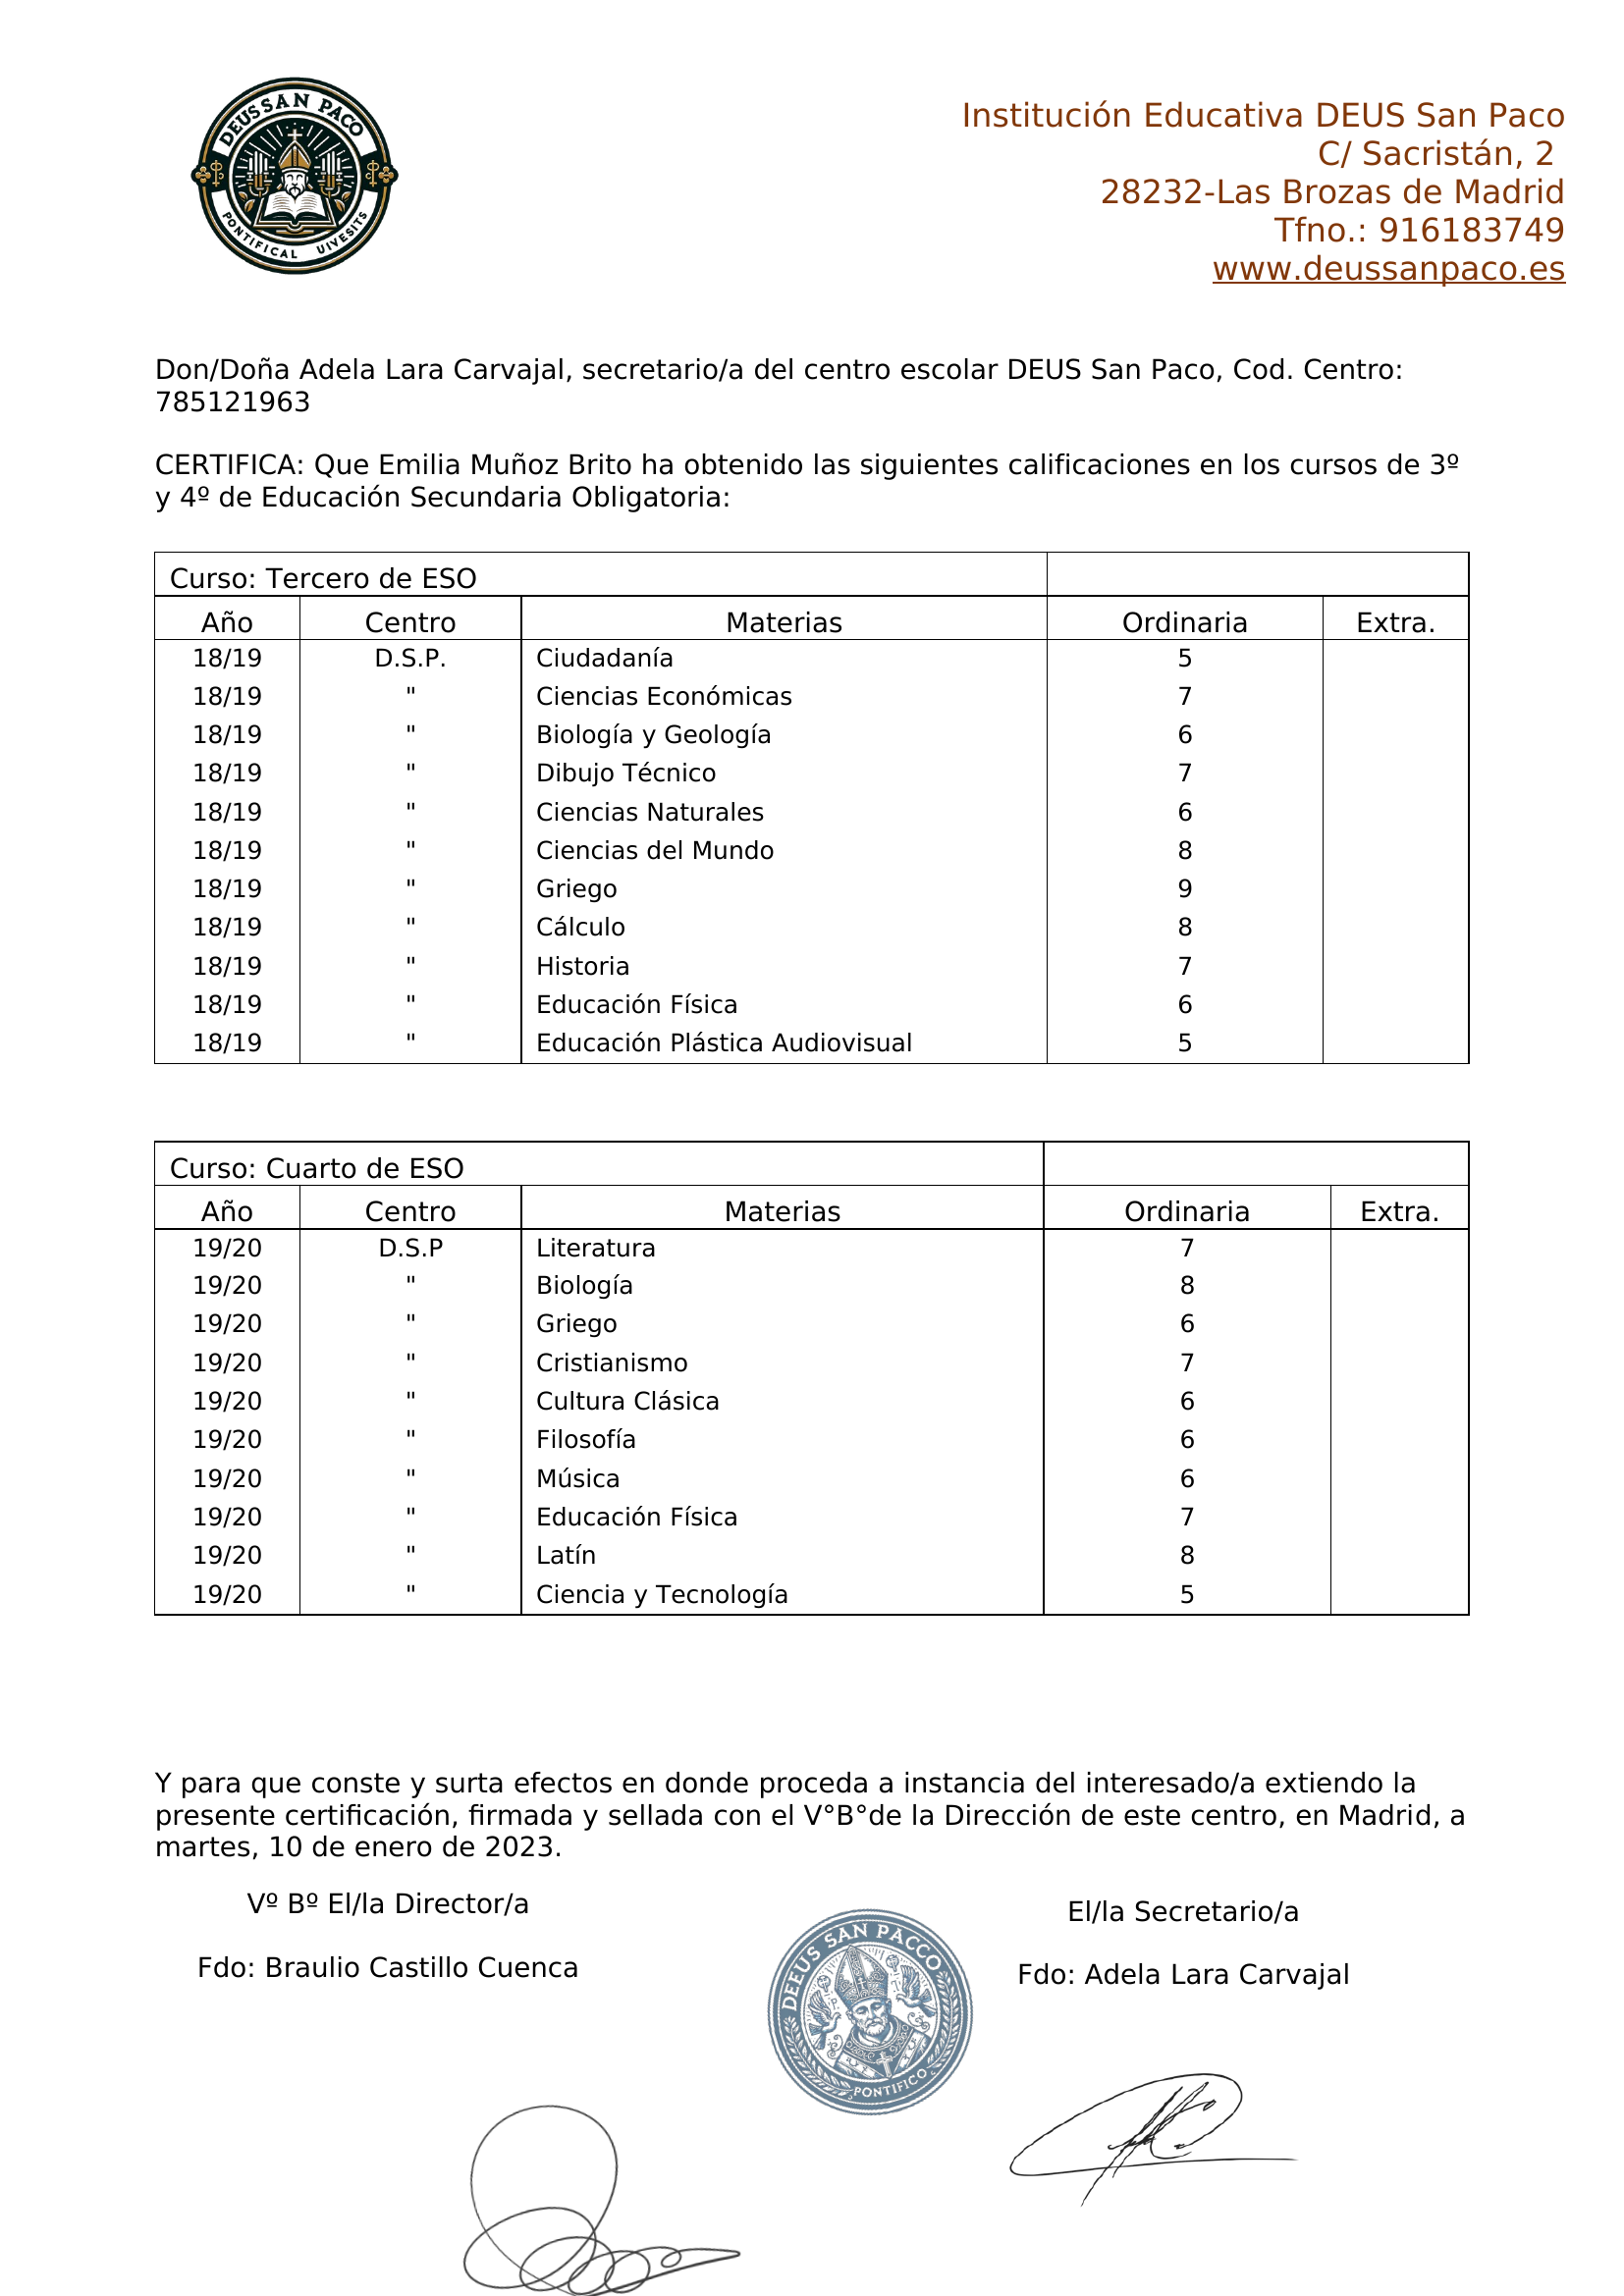 DEUSSAN PACO
PONTIFICAL UIVESITS
Institución Educativa DEUS San Paco
C/ Sacristán, 2
28232-Las Brozas de Madrid
Tfno.: 916183749
www.deussanpaco.es
Don/Doña Adela Lara Carvajal, secretario/a del centro escolar DEUS San Paco, Cod. Centro:
785121963
CERTIFICA: Que Emilia Muñoz Brito ha obtenido las siguientes calificaciones en los cursos de 3º
y 4º de Educación Secundaria Obligatoria:
Curso: Tercero de ESO
Año Centro Materias Ordinaria Extra.
18/19 D.S.P. Ciudadanía 5
18/19 " Ciencias Económicas 7
18/19 " Biología y Geología 6
18/19 " Dibujo Técnico 7
18/19 " Ciencias Naturales 6
18/19 " Ciencias del Mundo 8
18/19 " Griego 9
18/19 " Cálculo 8
18/19 " Historia 7
18/19 " Educación Física 6
18/19 " Educación Plástica Audiovisual 5
Curso: Cuarto de ESO
Año Centro Materias Ordinaria Extra.
19/20 D.S.P Literatura 7
19/20 " Biología 8
19/20 " Griego 6
19/20 " Cristianismo 7
19/20 " Cultura Clásica 6
19/20 " Filosofía 6
19/20 " Música 6
19/20 " Educación Física 7
19/20 " Latín 8
19/20 " Ciencia y Tecnología 5
Y para que conste y surta efectos en donde proceda a instancia del interesado/a extiendo la
presente certificación, firmada y sellada con el V°B°de la Dirección de este centro, en Madrid, a
martes, 10 de enero de 2023.
Vº Bº El/la Director/a
El/la Secretario/a
Fdo: Braulio Castillo Cuenca
Fdo: Adela Lara Carvajal
DEEUS SAN PACCO
PONTIFICO